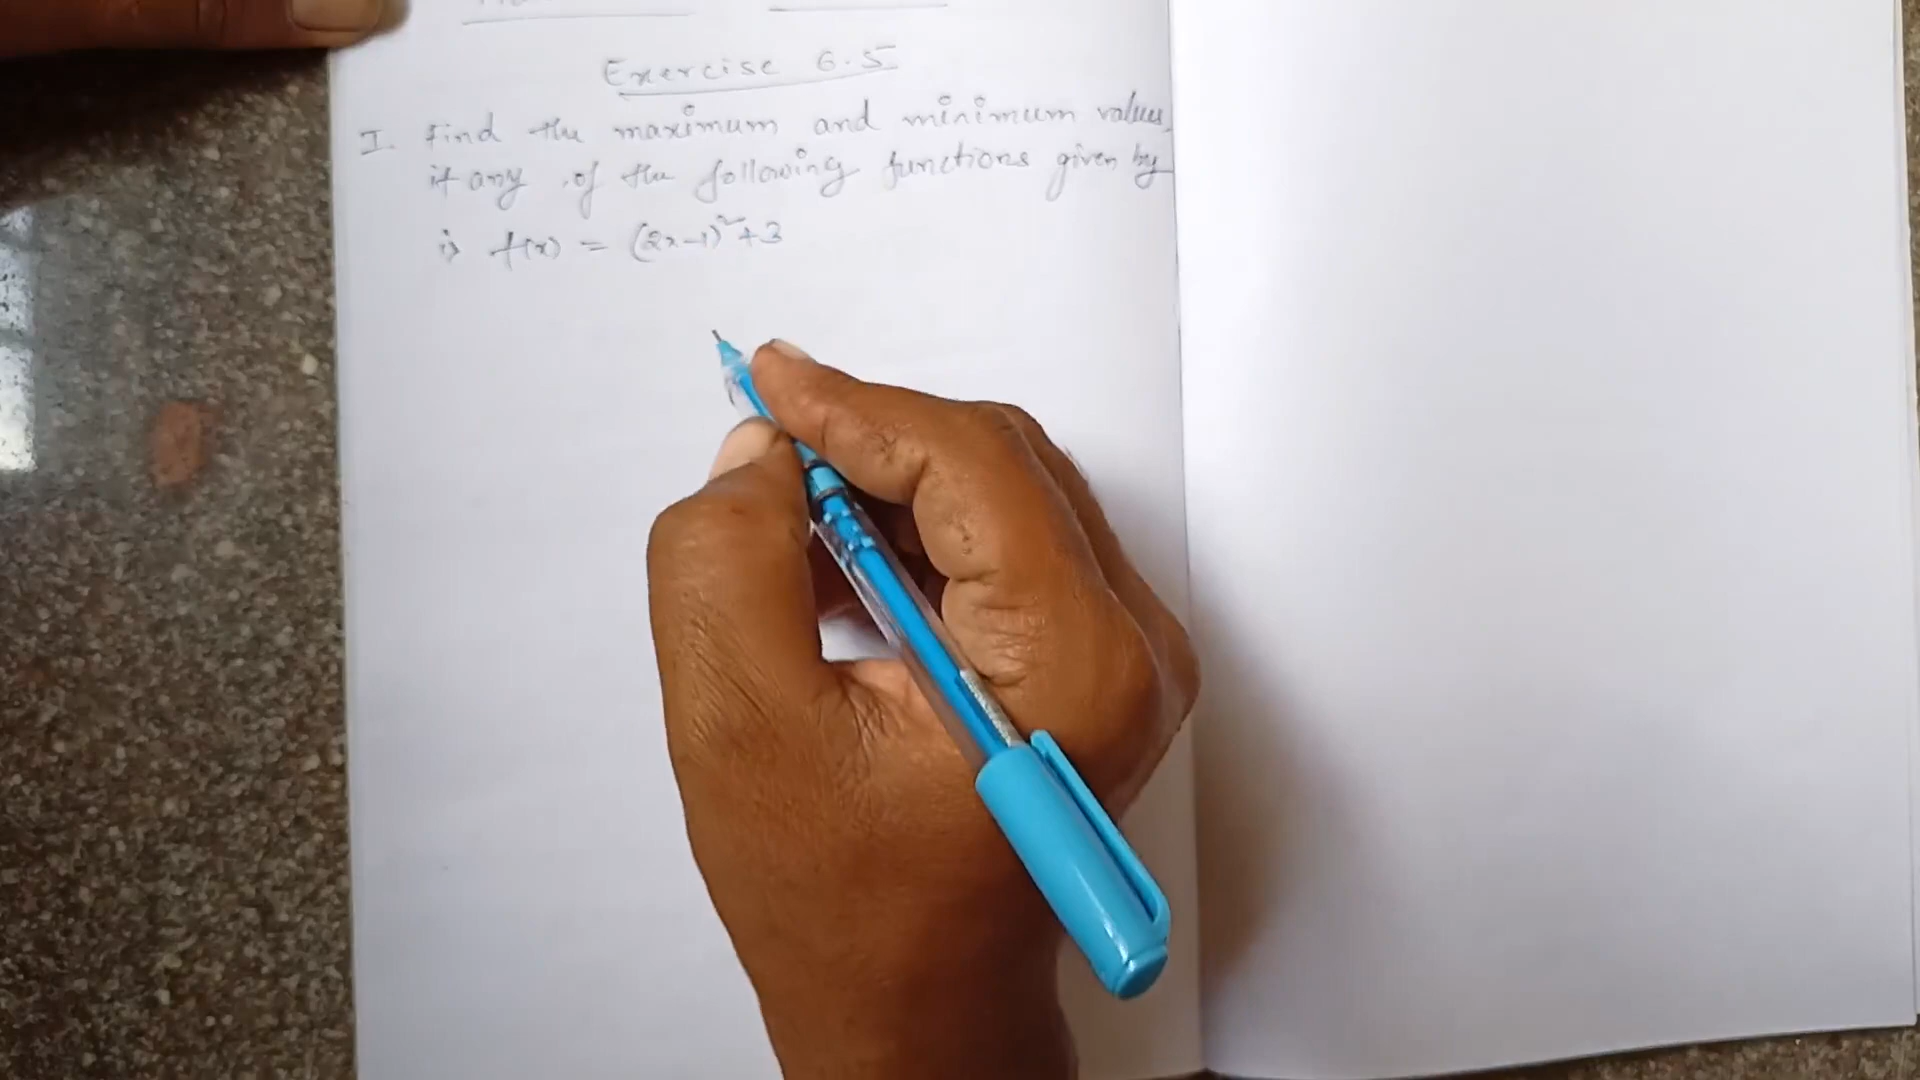 Exercise 6.5
I. Find the maximum and minimum values,
if any, of the following functions given by
i> f(x) = (2x-1)²+3